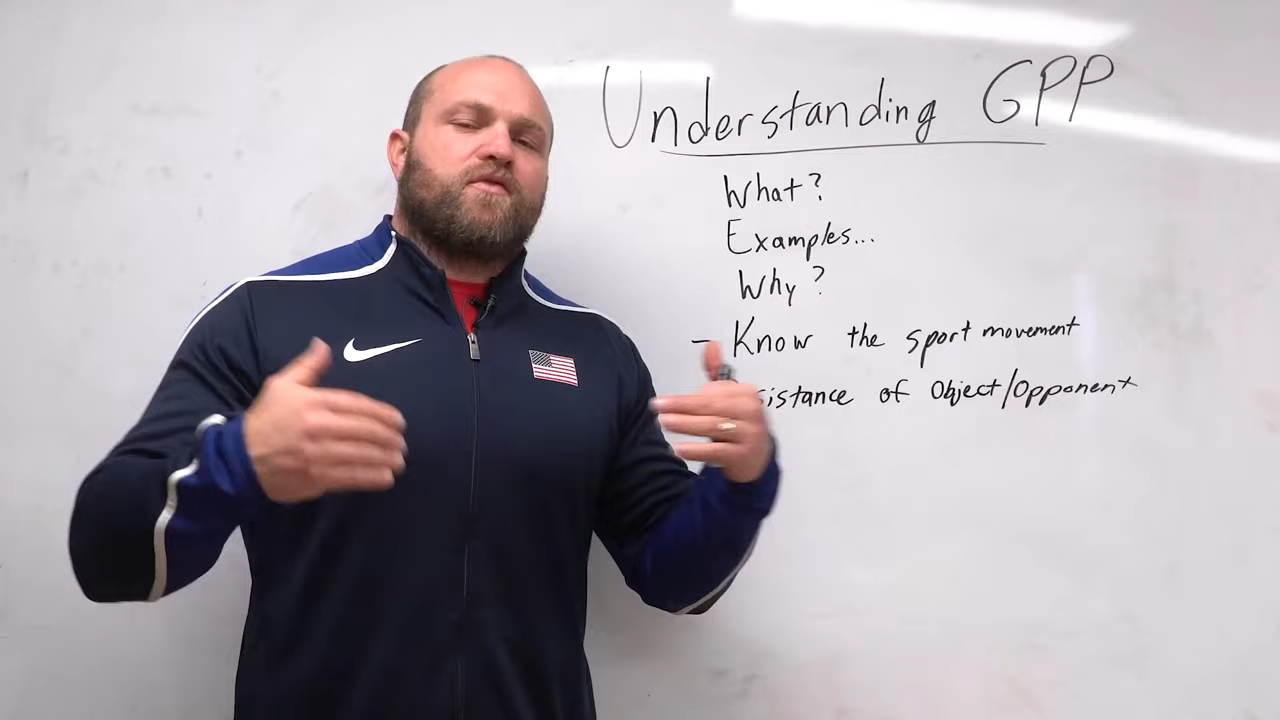 Understanding GPP
What?
Examples...
Why?
- Know the sport movement
of Object/Opponent